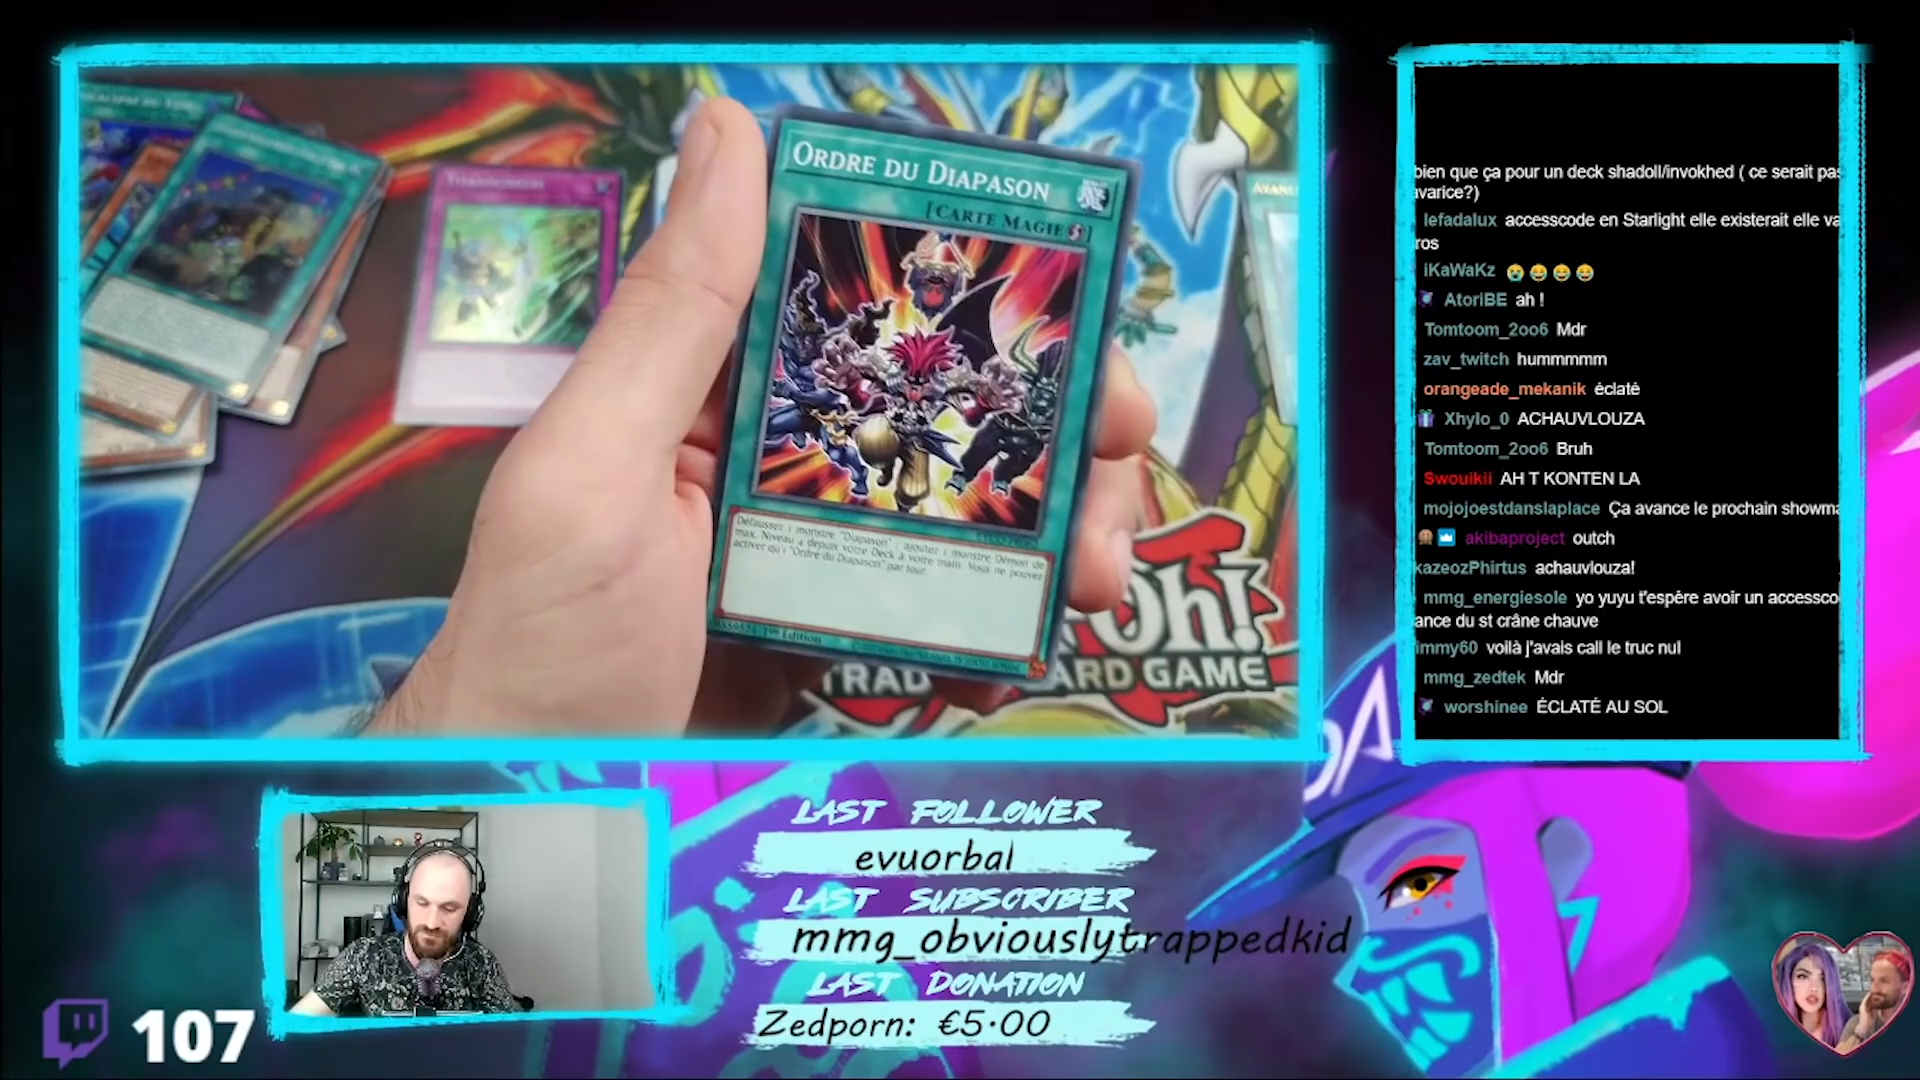 ORDRE DU DIAPASON
[CARTE MAGIE]
Défaussez 1 monstre "Diapason" ; ajoutez 1 monstre Démon de
max. Niveau 4 depuis votre Deck à votre main. Vous ne pouvez
activer qu'1 "Ordre du Diapason" par tour.
1re Édition
Oh!
TRAD ARD GAME
bien que ça pour un deck shadoll/invokhed ( ce serait pas
avarice?)
lefadalux accesscode en Starlight elle existerait elle va
ros
iKaWaKz 😭😂😂😂
AtoriBE ah !
Tomtoom_2oo6 Mdr
zav_twitch hummmmm
orangeade_mekanik éclaté
Xhylo_0 ACHAUVLOUZA
Tomtoom_2oo6 Bruh
Swouikii AH T KONTEN LA
mojojoestdanslaplace Ça avance le prochain showma
akibaproject outch
kazeozPhirtus achauvlouza!
mmg_energiesole yo yuyu t'espère avoir un accessco
ance du st crâne chauve
immy60 voilà j'avais call le truc nul
mmg_zedtek Mdr
worshinee ÉCLATÉ AU SOL
LAST FOLLOWER
evuorbal
LAST SUBSCRIBER
mmg_obviouslytrappedkid
LAST DONATION
Zedporn: €5.00
107